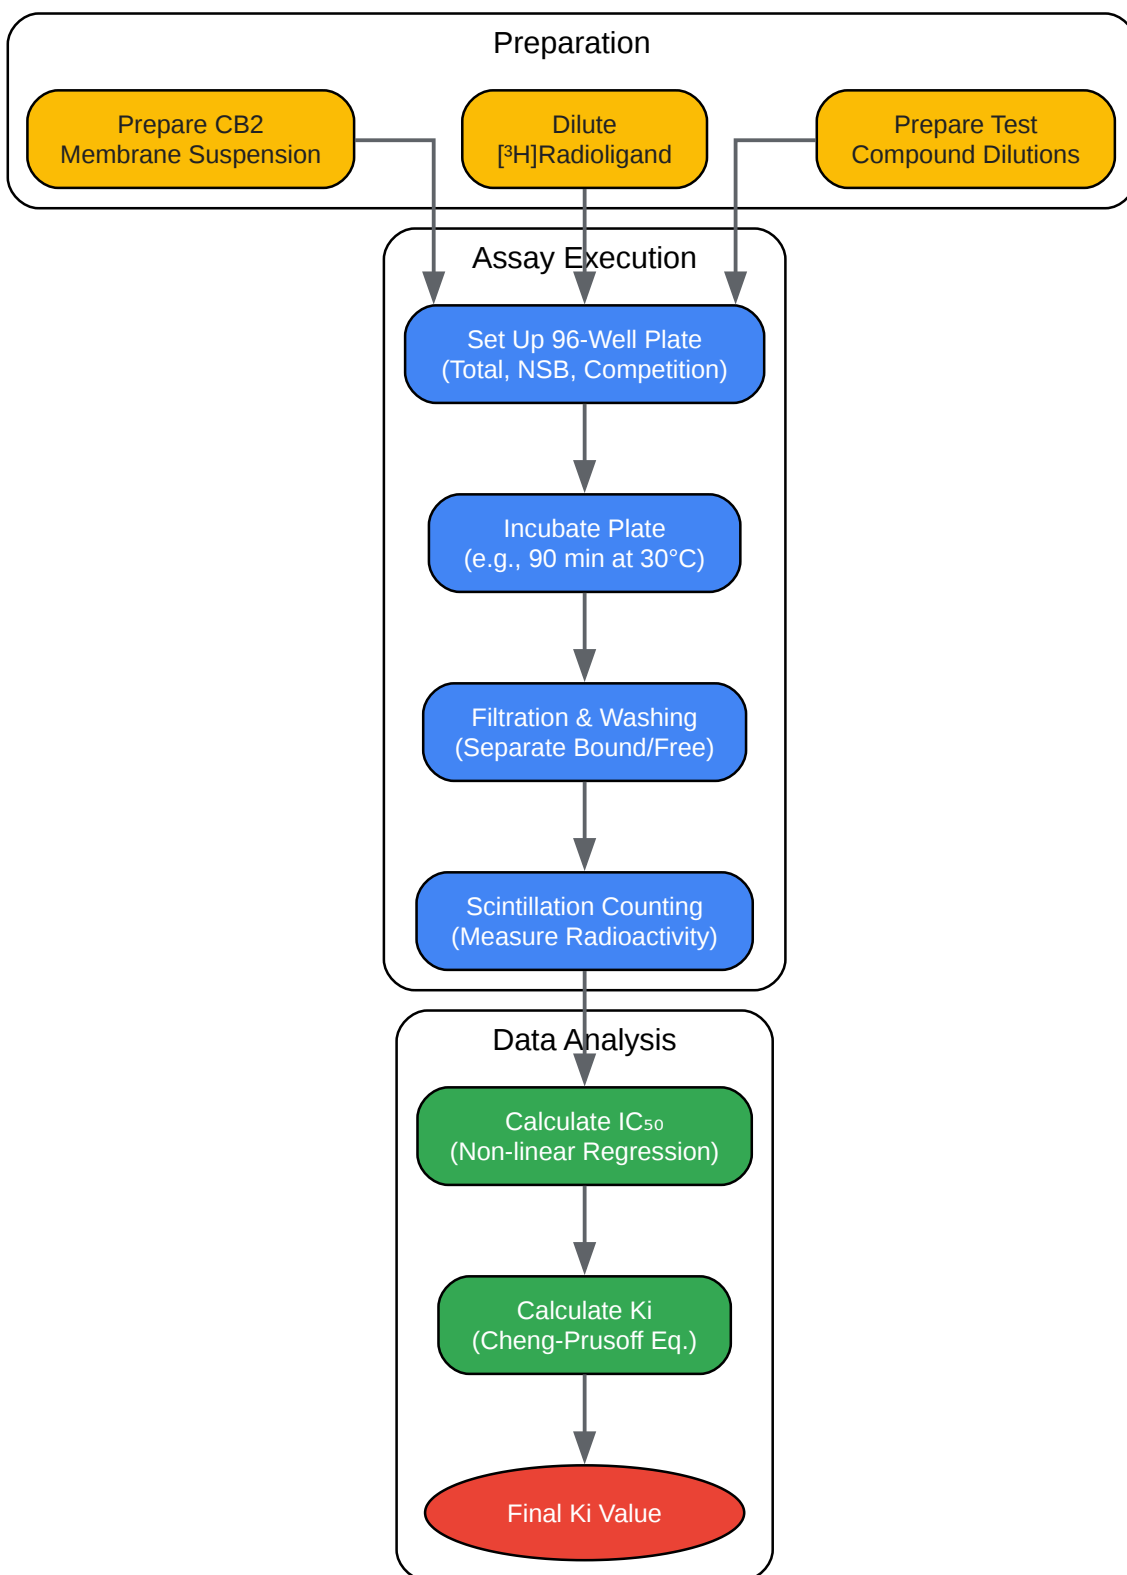 Preparation
Prepare CB2
Membrane Suspension
Dilute
[³H]Radioligand
Prepare Test
Compound Dilutions
Assay Execution
Set Up 96-Well Plate
(Total, NSB, Competition)
Incubate Plate
(e.g., 90 min at 30°C)
Filtration & Washing
(Separate Bound/Free)
Scintillation Counting
(Measure Radioactivity)
Data Analysis
Calculate IC₅₀
(Non-linear Regression)
Calculate Ki
(Cheng-Prusoff Eq.)
Final Ki Value